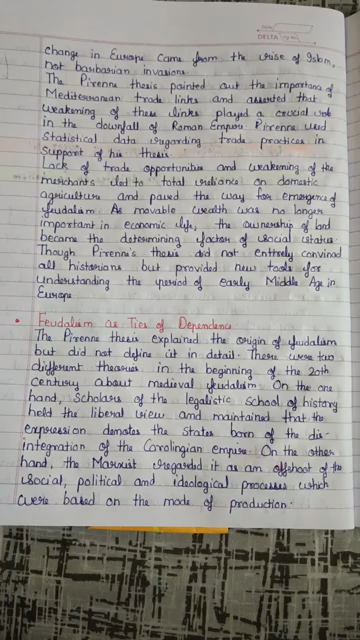 DELTA
change in Europe came from the rise of Islam,
not barbarian invasions.
The Pirenne thesis pointed out the importance of
Mediterranean trade links and asserted that
weakening of these links played a crucial role
in the downfall of Roman Empire Pirenne used
statistical data regarding trade practices in
support of his thesis.
Lack of trade opportunities and weakening of the
merchants led to total reliance on domestic
agriculture and paved the way for emergence of
feudalism. As movable wealth was no longer
important in economic life, the ownership of land
became the determining factor of social status.
Though Pirenne's thesis did not entirely convinced
all historians but provided new tools for
understanding the period of early Middle Age in
Europe
• Feudalism as Ties of Dependence
The Pirenne thesis explained the origin of feudalism
but did not define it in detail. There were two
different theories in the beginning of the 20th
century about medieval feudalism. On the one
hand, Scholars of the legalistic School of history
held the liberal view and maintained that the
expression denotes the States born of the dis-
integration of the Carolingian empire. On the other
hand, the Marxist regarded it as an offshoot of the
social, political and ideological processes which
were based on the mode of production.